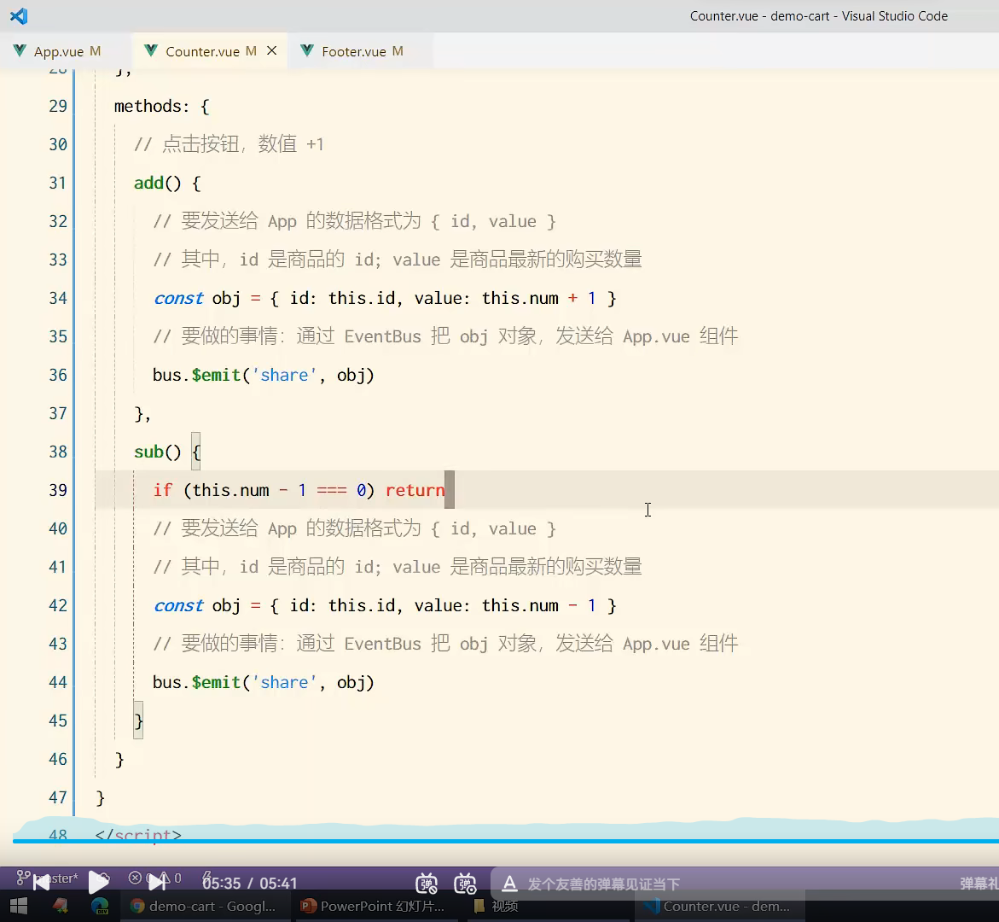 Counter.vue - demo-cart - Visual Studio Code
App.vue M
Counter.vue M ×
Footer.vue M
28 },
29 methods: {
30 // 点击按钮，数值 +1
31 add() {
32 // 要发送给 App 的数据格式为 { id, value }
33 // 其中，id 是商品的 id; value 是商品最新的购买数量
34 const obj = { id: this.id, value: this.num + 1 }
35 // 要做的事情：通过 EventBus 把 obj 对象，发送给 App.vue 组件
36 bus.$emit('share', obj)
37 },
38 sub() {
39 if (this.num - 1 === 0) return
40 // 要发送给 App 的数据格式为 { id, value }
41 // 其中，id 是商品的 id; value 是商品最新的购买数量
42 const obj = { id: this.id, value: this.num - 1 }
43 // 要做的事情：通过 EventBus 把 obj 对象，发送给 App.vue 组件
44 bus.$emit('share', obj)
45 }
46 }
47 }
48 </script>
master* 0 0
05:35 / 05:41
弹 弹 A 发个友善的弹幕见证当下
弹幕礼
DEV demo-cart - Googl...
PowerPoint 幻灯片...
视频
Counter.vue - dem...